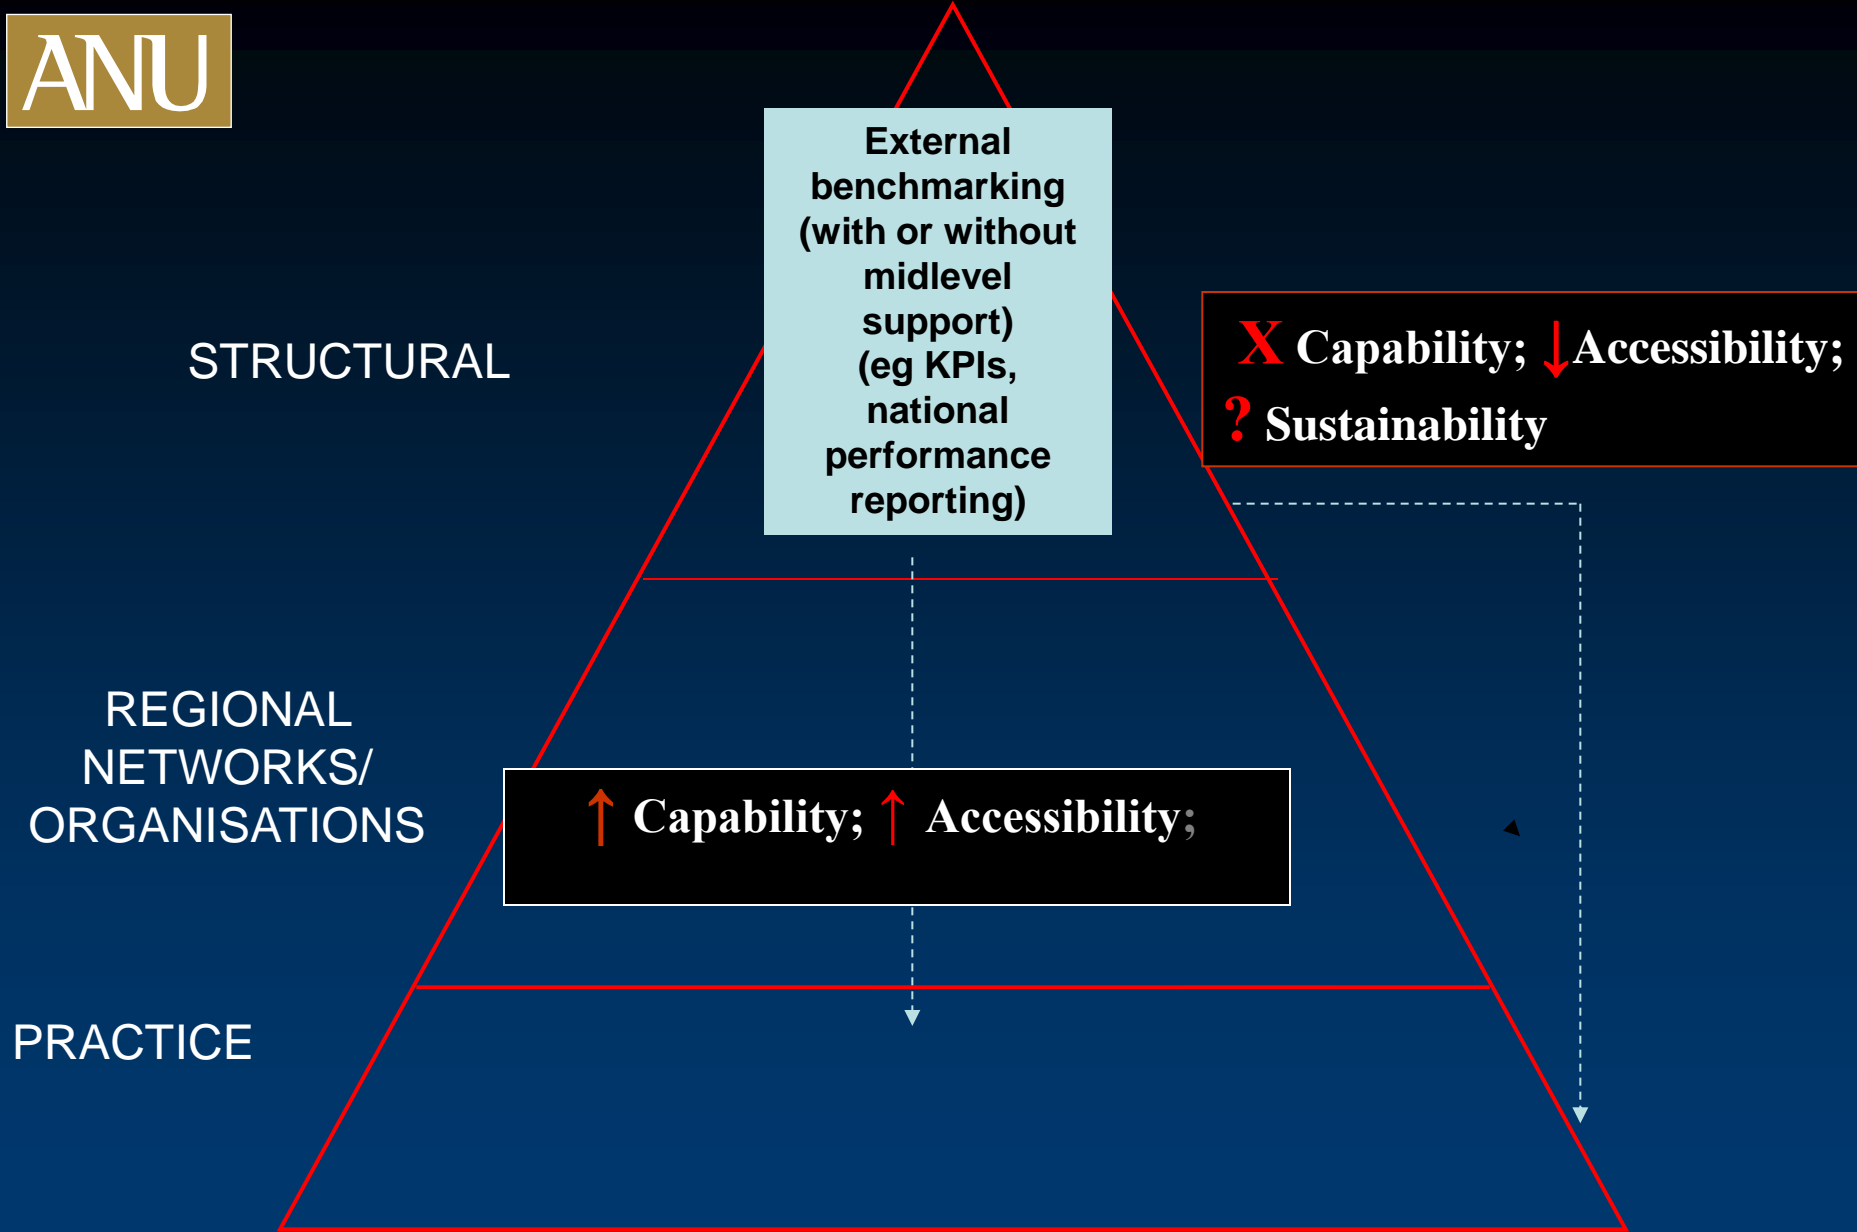 ANU
External
benchmarking
(with or without
midlevel
support)
(eg KPIs,
national
performance
reporting)
STRUCTURAL
X Capability; ↓Accessibility;
? Sustainability
REGIONAL
NETWORKS/
ORGANISATIONS
↑ Capability; ↑ Accessibility;
PRACTICE